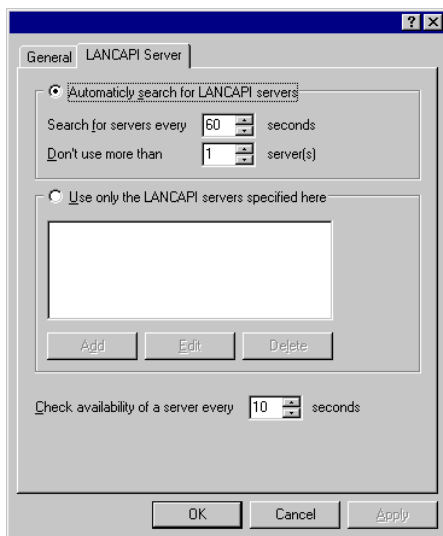 General LANCAPI Server
Automaticly search for LANCAPI servers
Search for servers every 60 seconds
Don't use more than 1 server(s)
Use only the LANCAPI servers specified here
Add Edit Delete
Check availability of a server every 10 seconds
OK Cancel Apply